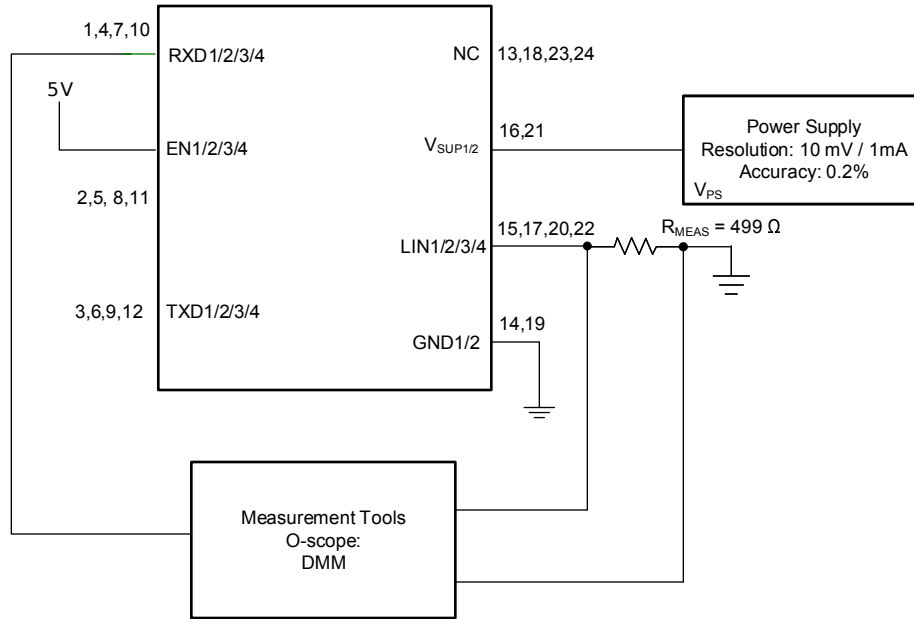 1,4,7,10
RXD1/2/3/4
NC
13,18,23,24
5V
EN1/2/3/4
VSUP1/2
16,21
Power Supply
Resolution: 10 mV / 1mA
Accuracy: 0.2%
VPS
2,5, 8,11
LIN1/2/3/4
15,17,20,22
RMEAS = 499 Ω
3,6,9,12
TXD1/2/3/4
GND1/2
14,19
Measurement Tools
O-scope:
DMM